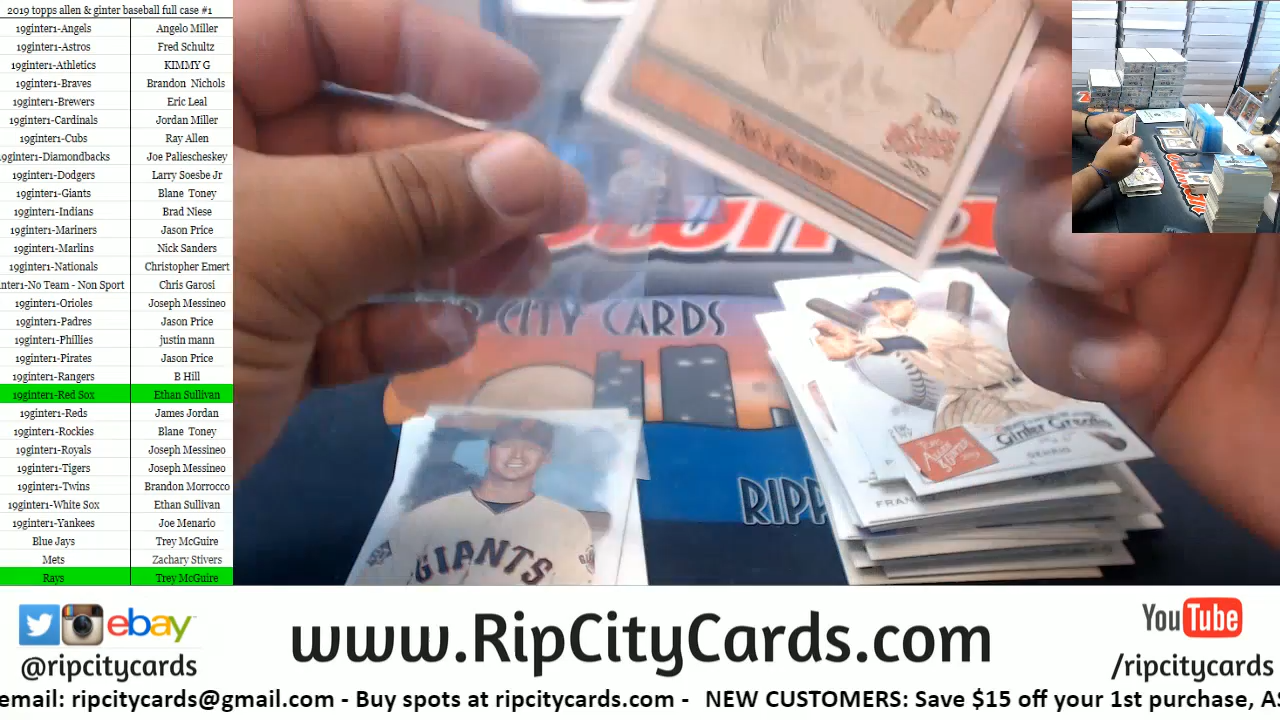 2019 topps allen & ginter baseball full case #1
19ginter1-Angels Angelo Miller
19ginter1-Astros Fred Schultz
19ginter1-Athletics KIMMY G
19ginter1-Braves Brandon Nichols
19ginter1-Brewers Eric Leal
19ginter1-Cardinals Jordan Miller
19ginter1-Cubs Ray Allen
9ginter1-Diamondbacks Joe Paliescheskey
19ginter1-Dodgers Larry Soesbe Jr
19ginter1-Giants Blane Toney
19ginter1-Indians Brad Niese
19ginter1-Mariners Jason Price
19ginter1-Marlins Nick Sanders
19ginter1-Nationals Christopher Emert
nter1-No Team - Non Sport Chris Garosi
19ginter1-Orioles Joseph Messineo
19ginter1-Padres Jason Price
19ginter1-Phillies justin mann
19ginter1-Pirates Jason Price
19ginter1-Rangers B Hill
19ginter1-Red Sox Ethan Sullivan
19ginter1-Reds James Jordan
19ginter1-Rockies Blane Toney
19ginter1-Royals Joseph Messineo
19ginter1-Tigers Joseph Messineo
19ginter1-Twins Brandon Morrocco
19ginter1-White Sox Ethan Sullivan
19ginter1-Yankees Joe Menario
Blue Jays Trey McGuire
Mets Zachary Stivers
Rays Trey McGuire
CITY CARDS
RIPP
GIANTS
Ginter Greats
GEHRIG
FRAN
ebay
@ripcitycards
www.RipCityCards.com
YouTube
/ripcitycards
email: ripcitycards@gmail.com - Buy spots at ripcitycards.com - NEW CUSTOMERS: Save $15 off your 1st purchase, AS